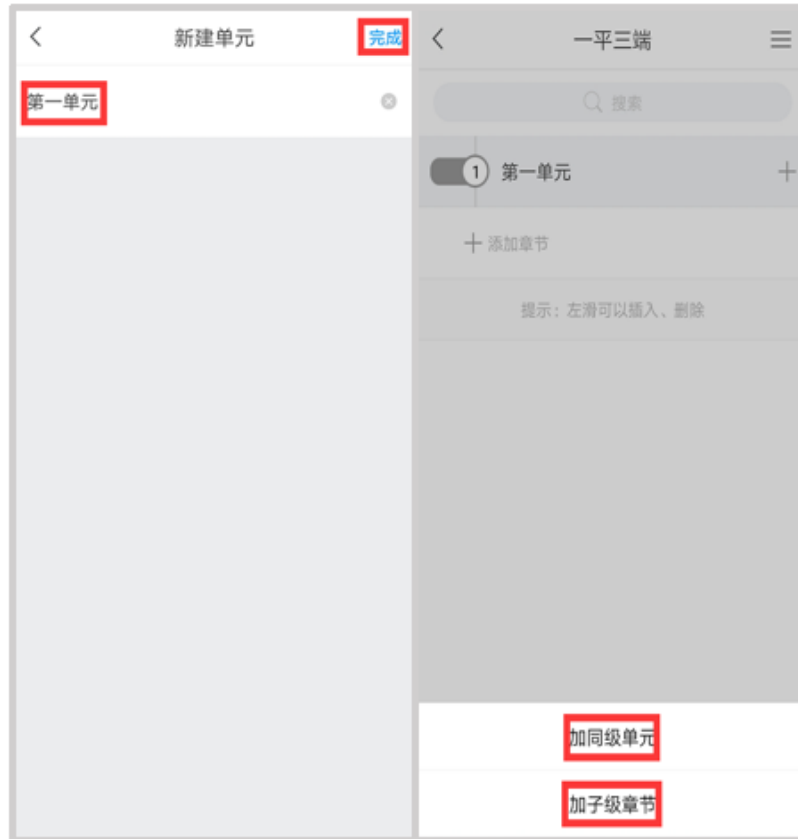 新建单元
完成
第一单元
一平三端
搜索
1
第一单元
添加章节
提示：左滑可以插入、删除
加同级单元
加子级章节